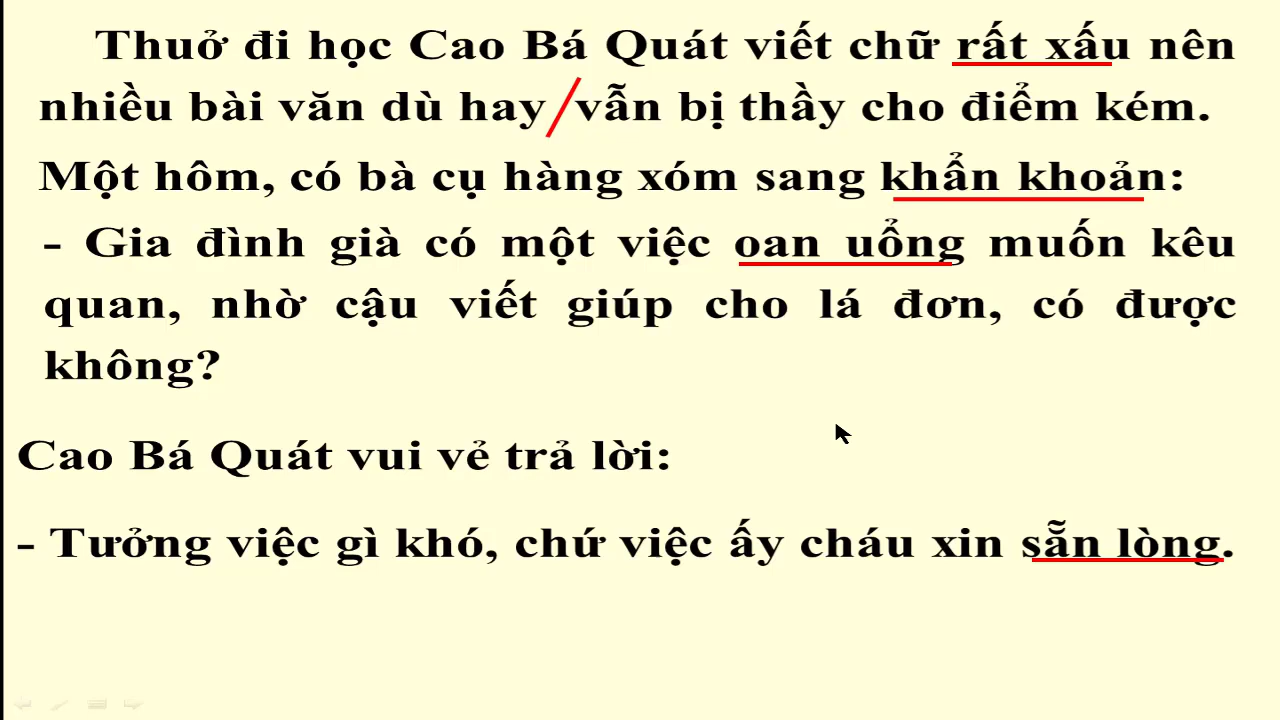 Thuở đi học Cao Bá Quát viết chữ rất xấu nên
nhiều bài văn dù hay/vẫn bị thầy cho điểm kém.
Một hôm, có bà cụ hàng xóm sang khẩn khoản:
- Gia đình già có một việc oan uổng muốn kêu
quan, nhờ cậu viết giúp cho lá đơn, có được
không?
Cao Bá Quát vui vẻ trả lời:
- Tưởng việc gì khó, chứ việc ấy cháu xin sẵn lòng.